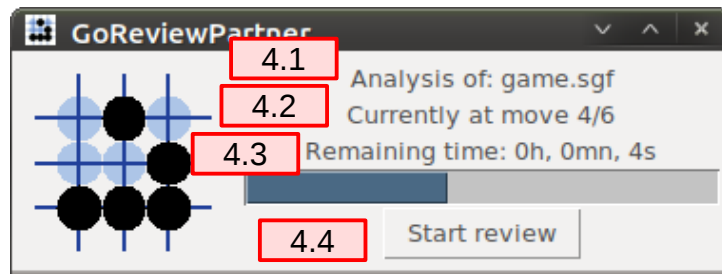 GoReviewPartner
4.1
Analysis of: game.sgf
4.2
Currently at move 4/6
4.3
Remaining time: 0h, 0mn, 4s
4.4
Start review